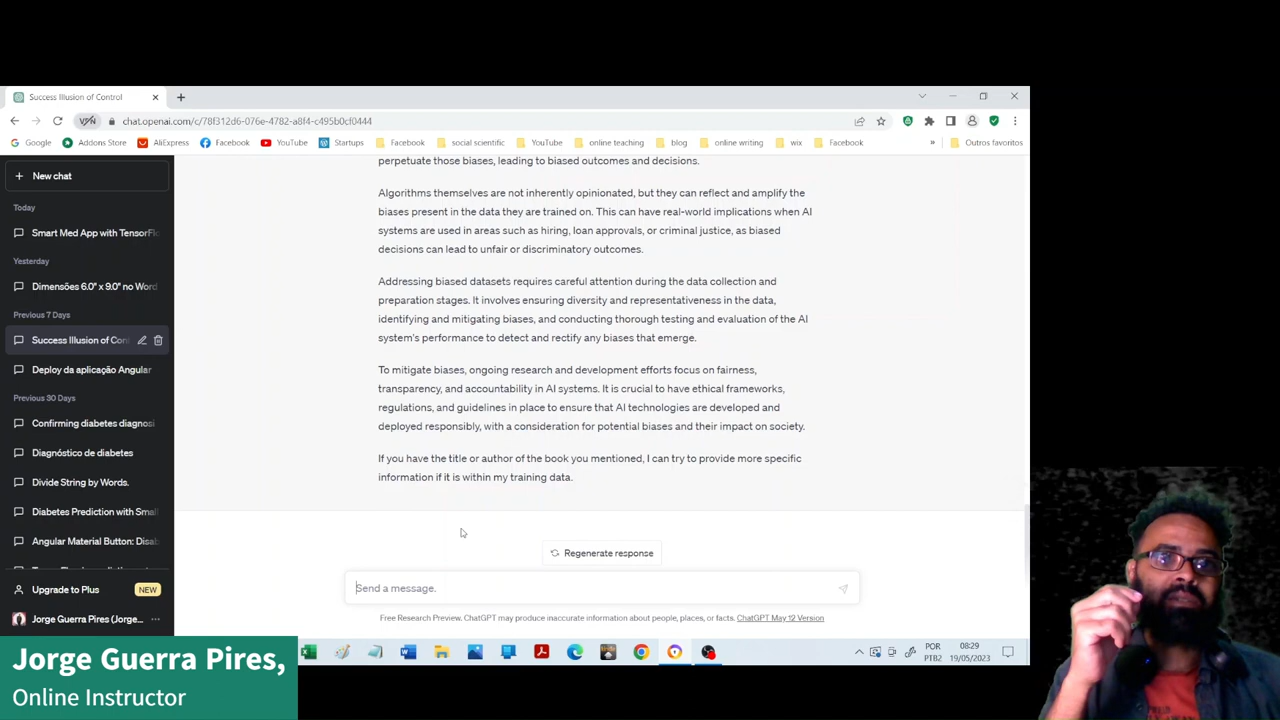 Success Illusion of Control
chat.openai.com/c/78f312d6-076e-4782-a8f4-c495b0cf0444
Google Addons Store AliExpress Facebook YouTube Startups Facebook social scientific YouTube online teaching blog online writing wix Facebook » Outros favoritos
+ New chat
Today
Smart Med App with TensorFlo
Yesterday
Dimensões 6.0" x 9.0" no Word
Previous 7 Days
Success Illusion of Con
Deploy da aplicação Angular
Previous 30 Days
Confirming diabetes diagnosi
Diagnóstico de diabetes
Divide String by Words.
Diabetes Prediction with Small
Angular Material Button: Disab
Upgrade to Plus NEW
Jorge Guerra Pires (Jorge... ···
perpetuate those biases, leading to biased outcomes and decisions.
Algorithms themselves are not inherently opinionated, but they can reflect and amplify the
biases present in the data they are trained on. This can have real-world implications when AI
systems are used in areas such as hiring, loan approvals, or criminal justice, as biased
decisions can lead to unfair or discriminatory outcomes.
Addressing biased datasets requires careful attention during the data collection and
preparation stages. It involves ensuring diversity and representativeness in the data,
identifying and mitigating biases, and conducting thorough testing and evaluation of the AI
system's performance to detect and rectify any biases that emerge.
To mitigate biases, ongoing research and development efforts focus on fairness,
transparency, and accountability in AI systems. It is crucial to have ethical frameworks,
regulations, and guidelines in place to ensure that AI technologies are developed and
deployed responsibly, with a consideration for potential biases and their impact on society.
If you have the title or author of the book you mentioned, I can try to provide more specific
information if it is within my training data.
Regenerate response
Send a message.
Free Research Preview. ChatGPT may produce inaccurate information about people, places, or facts. ChatGPT May 12 Version
POR
PTB2
08:29
19/05/2023
Jorge Guerra Pires,
Online Instructor